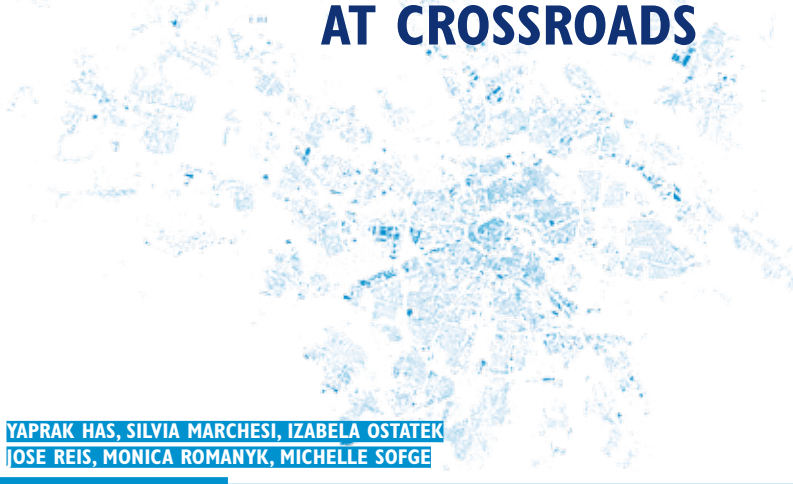 AT CROSSROADS
YAPRAK HAS, SILVIA MARCHESI, IZABELA OSTATEK
JOSE REIS, MONICA ROMANYK, MICHELLE SOFGE